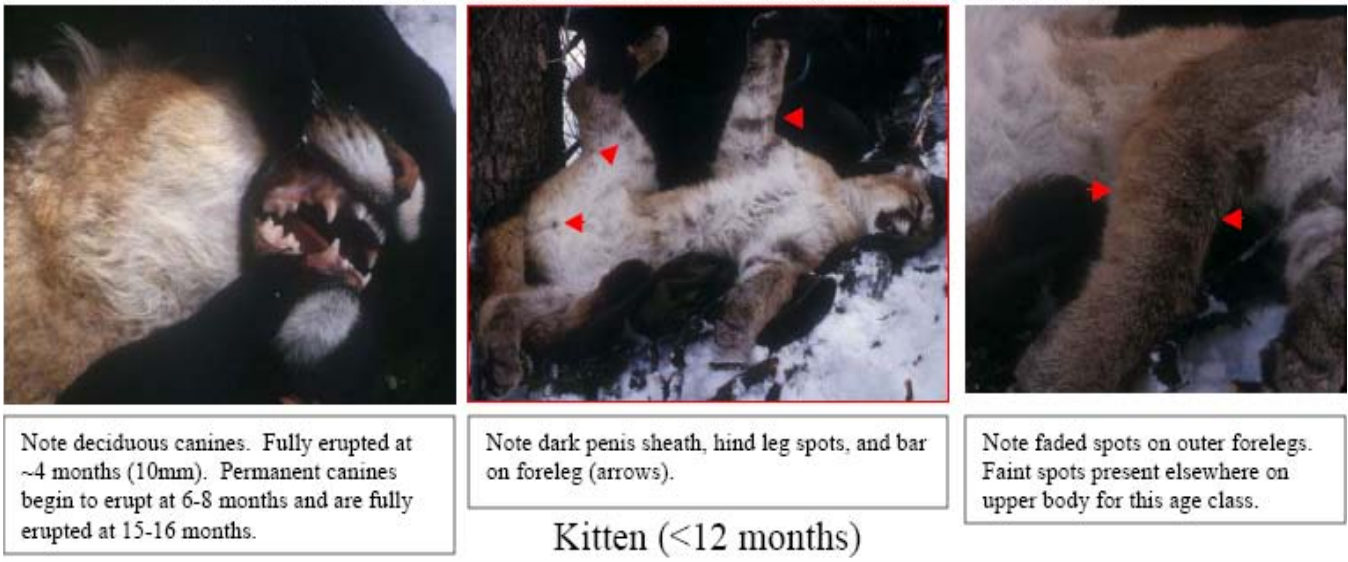 Note deciduous canines. Fully erupted at
~4 months (10mm). Permanent canines
begin to erupt at 6-8 months and are fully
erupted at 15-16 months.
Note dark penis sheath, hind leg spots, and bar
on foreleg (arrows).
Note faded spots on outer forelegs.
Faint spots present elsewhere on
upper body for this age class.
Kitten (<12 months)